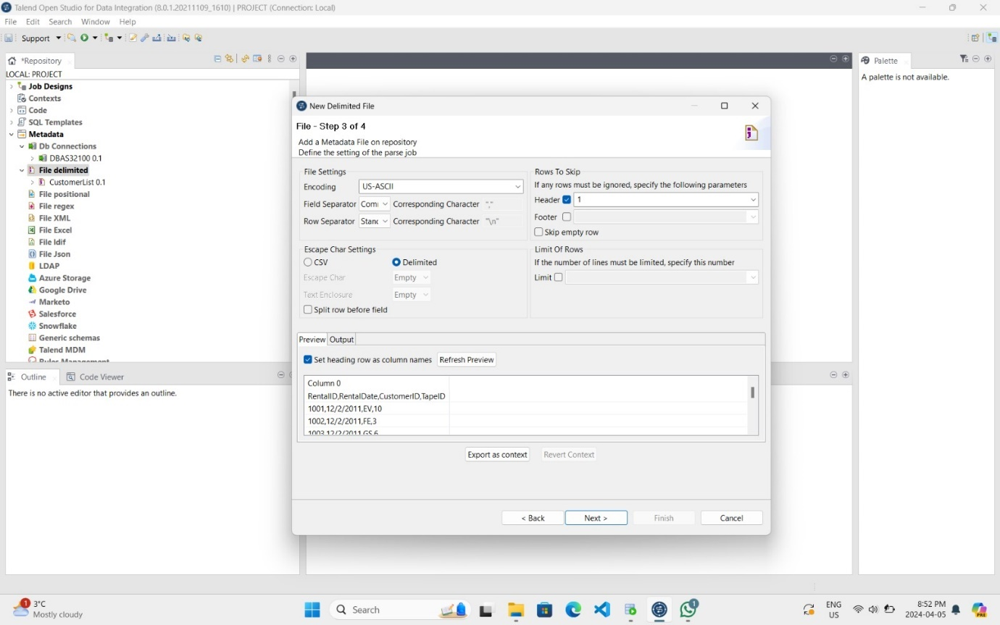 Talend Open Studio for Data Integration (8.0.1.20211109_1610) | PROJECT (Connection: Local)
File Edit Search Window Help
Support
*Repository
LOCAL: PROJECT
Job Designs
Contexts
Code
SQL Templates
Metadata
Db Connections
DBAS32100 0.1
File delimited
CustomerList 0.1
File positional
File regex
File XML
File Excel
File ldif
File Json
LDAP
Azure Storage
Google Drive
Marketo
Salesforce
Snowflake
Generic schemas
Talend MDM
Rules Management
Outline
Code Viewer
There is no active editor that provides an outline.
Palette
A palette is not available.
New Delimited File
File - Step 3 of 4
Add a Metadata File on repository
Define the setting of the parse job
File Settings
Encoding US-ASCII
Field Separator Com Corresponding Character ","
Row Separator Stand Corresponding Character "\n"
Rows To Skip
If any rows must be ignored, specify the following parameters
Header 1
Footer
Skip empty row
Escape Char Settings
CSV Delimited
Escape Char Empty
Text Enclosure Empty
Split row before field
Limit Of Rows
If the number of lines must be limited, specify this number
Limit
Preview Output
Set heading row as column names Refresh Preview
Column 0
RentalID,RentalDate,CustomerID,TapeID
1001,12/2/2011,EV,10
1002,12/2/2011,FE,3
1003,12/2/2011,GS,6
Export as context Revert Context
< Back Next > Finish Cancel
1
3°C
Mostly cloudy
Search
1
ENG
US
8:52 PM
2024-04-05
PRE